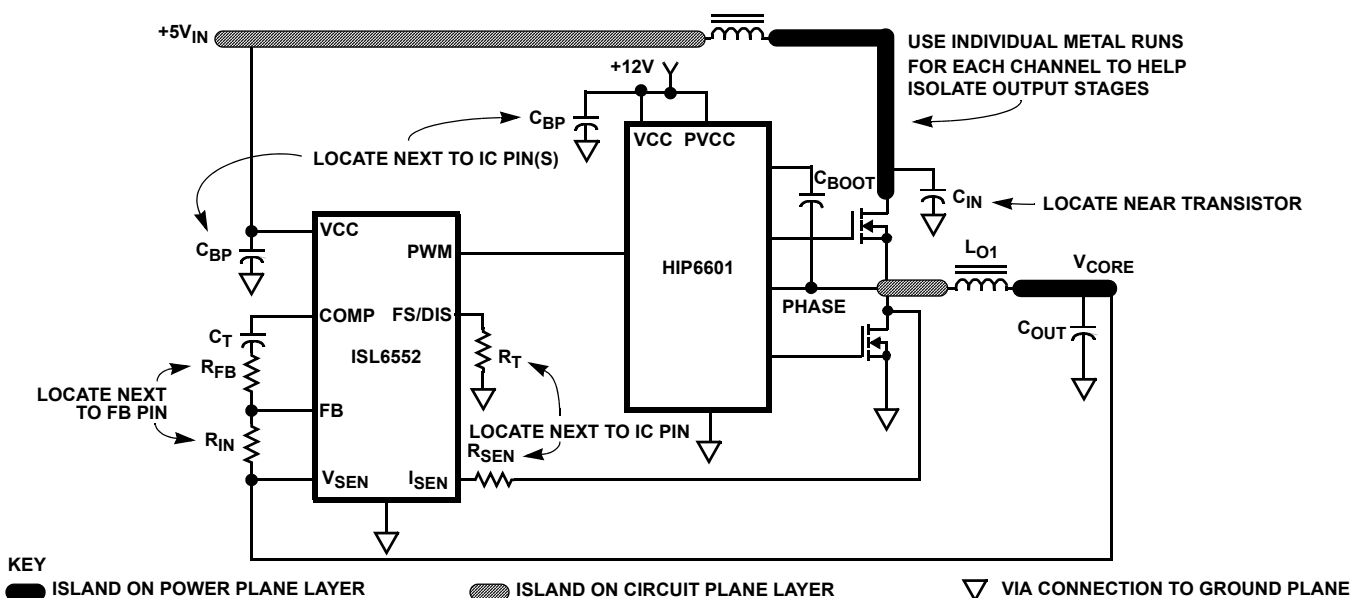 +5VIN
USE INDIVIDUAL METAL RUNS
FOR EACH CHANNEL TO HELP
ISOLATE OUTPUT STAGES
+12V
CBP
VCC PVCC
LOCATE NEXT TO IC PIN(S)
CBOOT
CIN
LOCATE NEAR TRANSISTOR
VCC
CBP
PWM
HIP6601
LO1
VCORE
PHASE
COMP
FS/DIS
CT
RT
COUT
ISL6552
RFB
LOCATE NEXT
TO FB PIN
FB
RIN
LOCATE NEXT TO IC PIN
RSEN
VSEN
ISEN
KEY
ISLAND ON POWER PLANE LAYER
ISLAND ON CIRCUIT PLANE LAYER
VIA CONNECTION TO GROUND PLANE